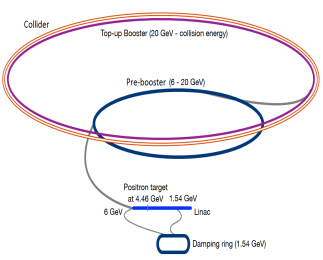 Collider
Top-up Booster (20 GeV - collision energy)
Pre-booster (6 - 20 GeV)
Positron target
at 4.46 GeV
1.54 GeV
6 GeV
Linac
Damping ring (1.54 GeV)